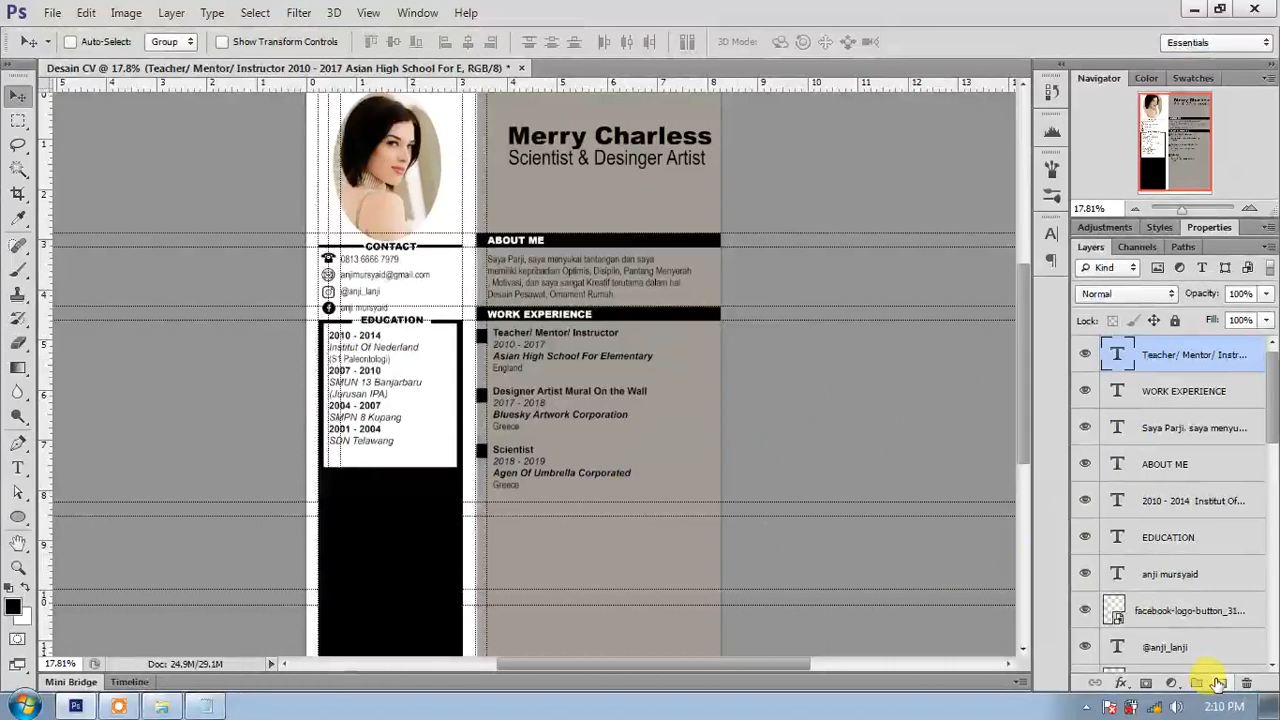 Ps File Edit Image Layer Type Select Filter 3D View Window Help
Auto-Select: Group Show Transform Controls 3D Mode: Essentials
Desain CV @ 17.8% (Teacher/ Mentor/ Instructor 2010 - 2017 Asian High School For E, RGB/8) *
Merry Charless
Scientist & Desinger Artist
CONTACT
0813 6666 7979
anjimursyaid@gmail.com
@anji_lanji
anji mursyaid
EDUCATION
2010 - 2014
Institut Of Nederland
(S1 Paleontologi)
2007 - 2010
SMUN 13 Banjarbaru
(Jurusan IPA)
2004 - 2007
SMPN 8 Kupang
2001 - 2004
SDN Telawang
ABOUT ME
Saya Parji, saya menyukai tantangan dan saya
memiliki kepribadian Optimis, Disiplin, Pantang Menyerah
, Motivasi, dan saya sangat Kreatif terutama dalam hal
Desain Pesawat, Ornament Rumah
WORK EXPERIENCE
Teacher/ Mentor/ Instructor
2010 - 2017
Asian High School For Elementary
England
Designer Artist Mural On the Wall
2017 - 2018
Bluesky Artwork Corporation
Greece
Scientist
2018 - 2019
Agen Of Umbrella Corporated
Greece
Navigator Color Swatches
17.81%
Adjustments Styles Properties
Layers Channels Paths
Kind
Normal Opacity: 100%
Lock: Fill: 100%
Teacher/ Mentor/ Instr...
WORK EXPERIENCE
Saya Parji, saya menyu...
ABOUT ME
2010 - 2014 Institut Of...
EDUCATION
anji mursyaid
facebook-logo-button_31...
@anji_lanji
17.81% Doc: 24.9M/29.1M
Mini Bridge Timeline
2:10 PM